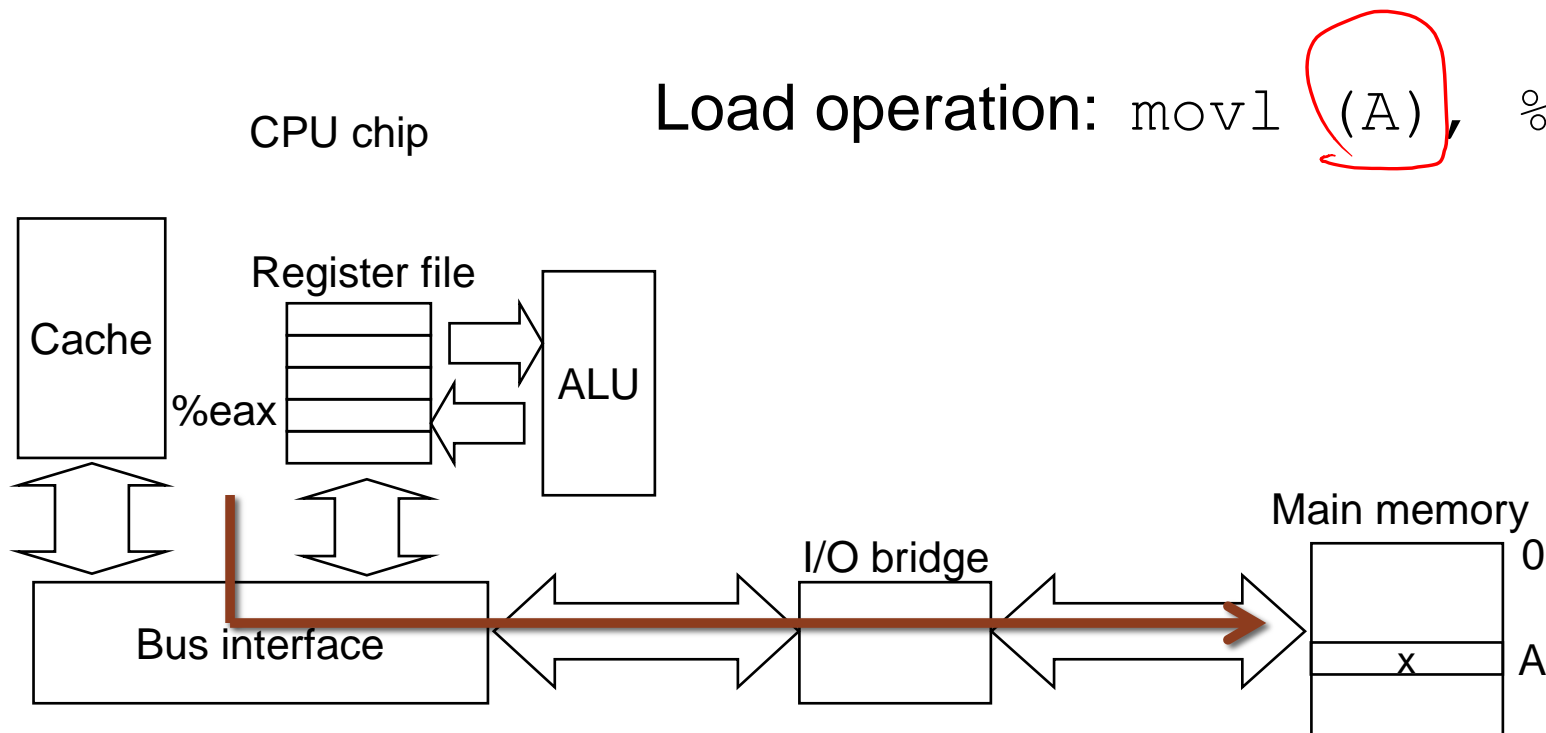 Load operation: movl (A), %
CPU chip
Register file
Cache
ALU
%eax
Main memory
I/O bridge
0
Bus interface
x
A